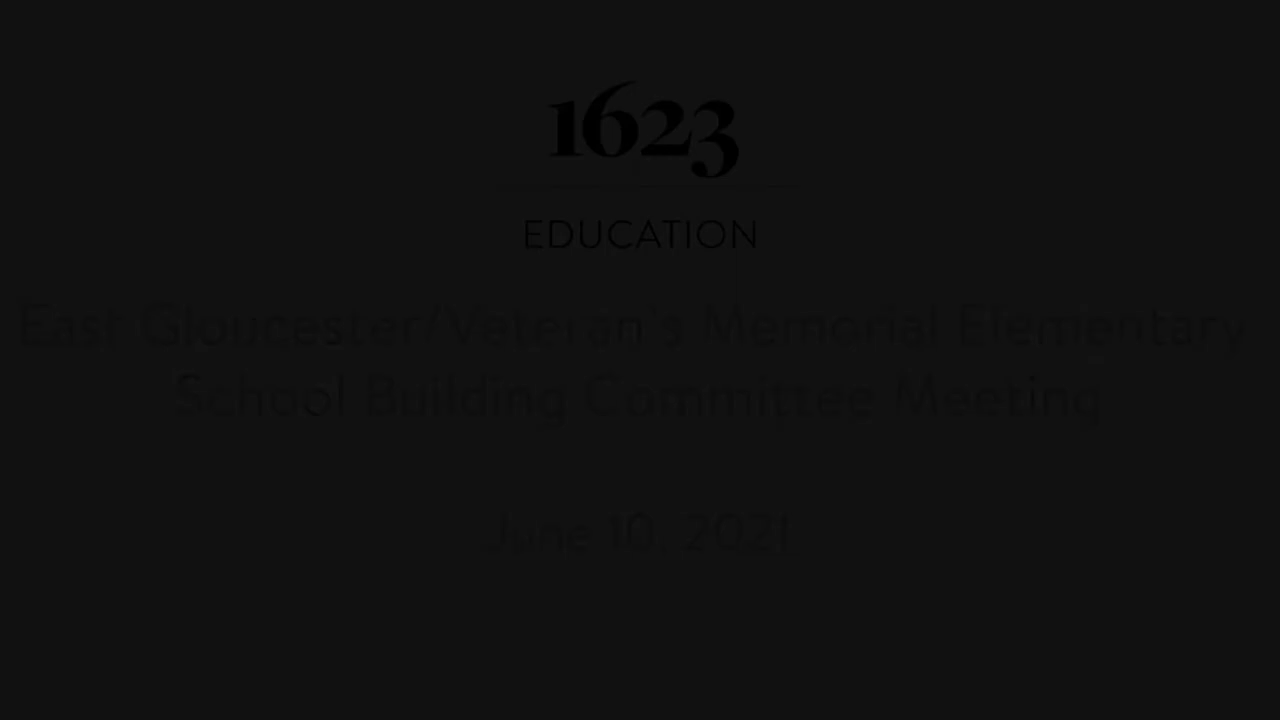 1623
EDUCATION
East Gloucester/Veteran's Memorial Elementary
School Building Committee Meeting
June 10, 2021